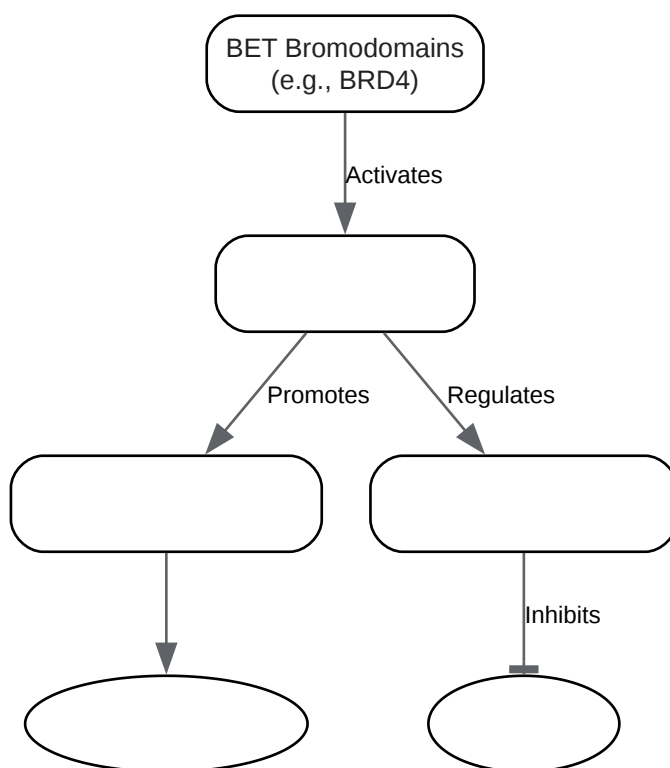 BET Bromodomains
(e.g., BRD4)
Activates
Promotes
Regulates
Inhibits